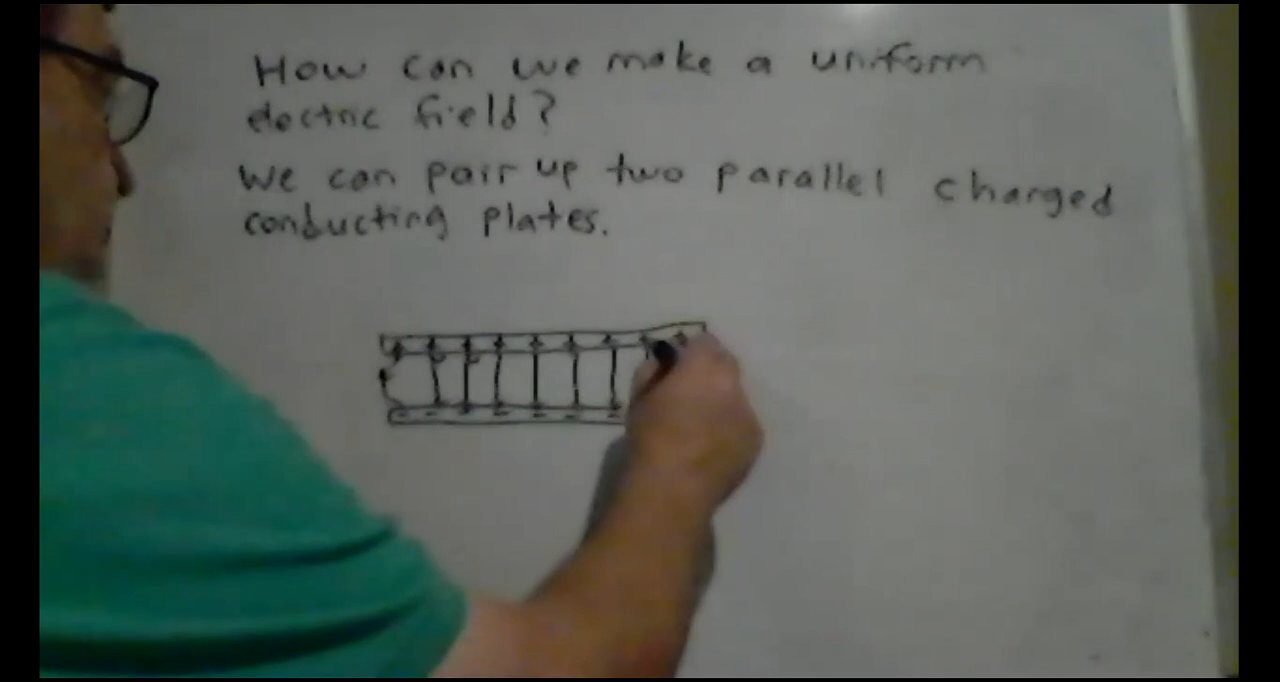 How can we make a uniform
electric field?
We can pair up two parallel charged
conducting plates.